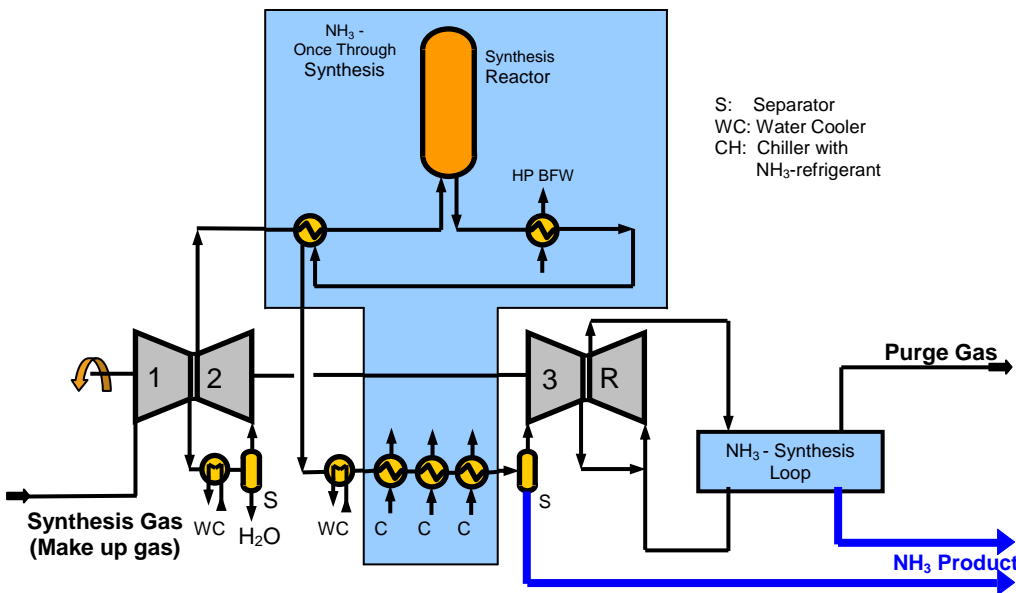 NH₃ -
Once Through
Synthesis
Synthesis
Reactor
S: Separator
WC: Water Cooler
CH: Chiller with
NH₃-refrigerant
HP BFW
1
2
3
R
Purge Gas
NH₃ - Synthesis
Loop
S
WC
H₂O
WC
C
C
C
S
Synthesis Gas
(Make up gas)
NH₃ Product